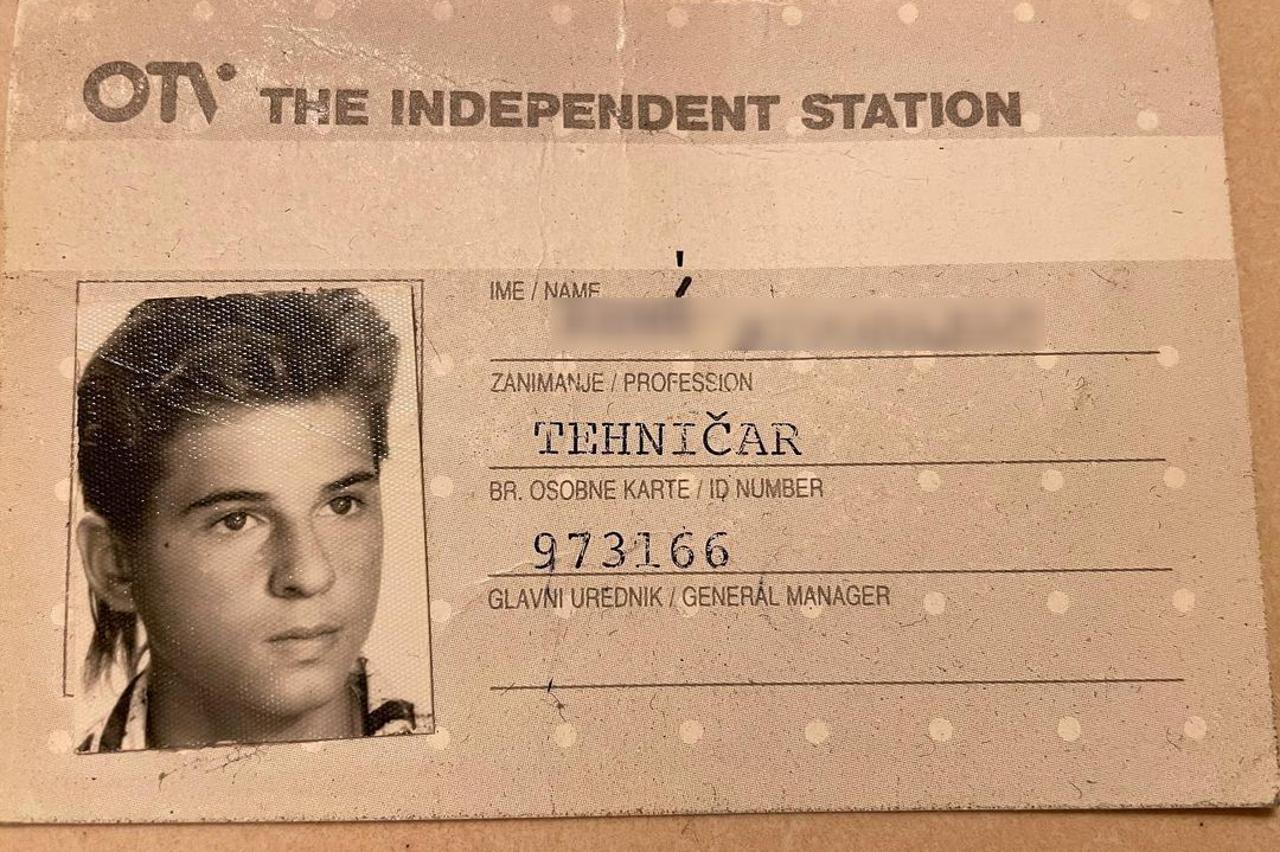 OTV THE INDEPENDENT STATION
IME / NAME
ZANIMANJE / PROFESSION
TEHNIČAR
BR. OSOBNE KARTE / ID NUMBER
973166
GLAVNI UREDNIK / GENERAL MANAGER